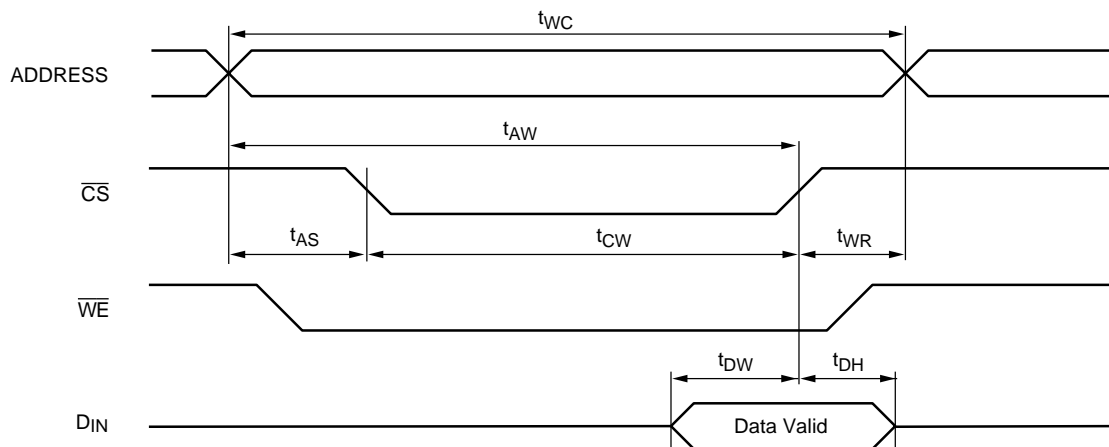 tWC
ADDRESS
tAW
CS
tAS
tCW
tWR
WE
tDW
tDH
DIN
Data Valid